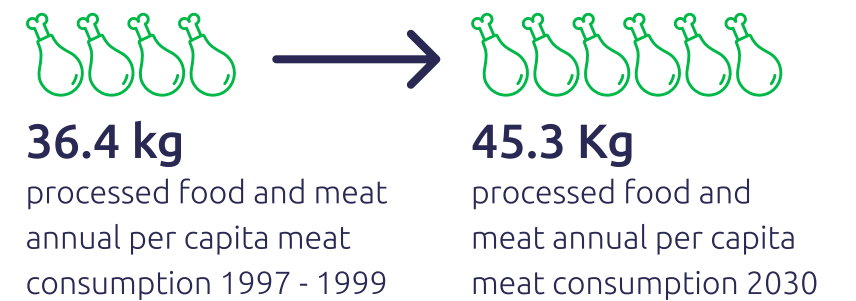 36.4 kg
processed food and meat
annual per capita meat
consumption 1997 - 1999
45.3 Kg
processed food and
meat annual per capita
meat consumption 2030